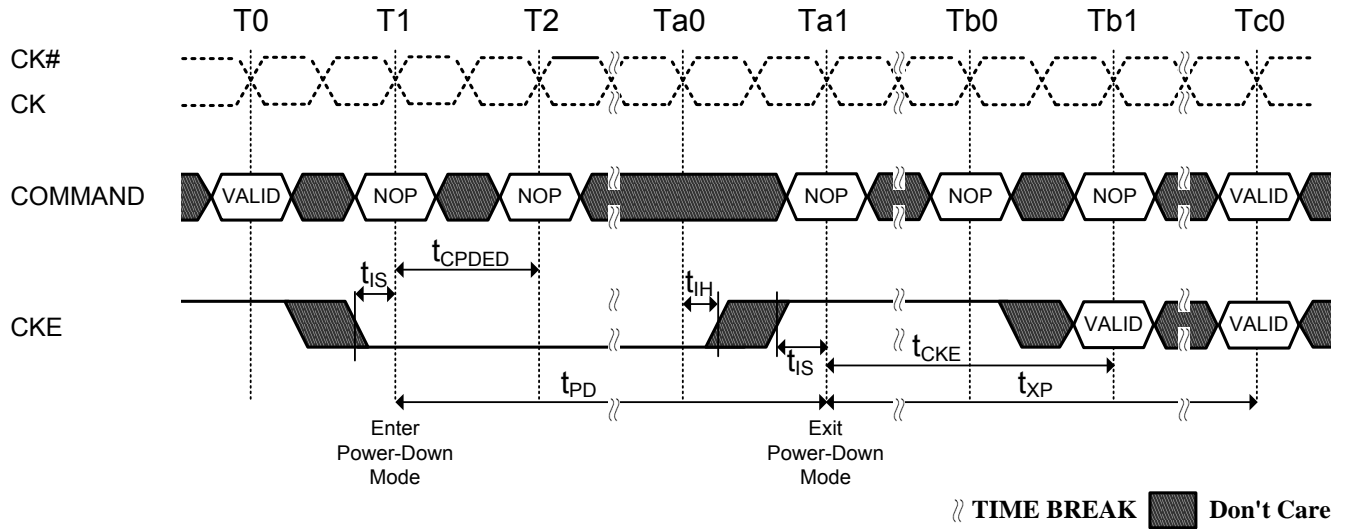 T0 T1 T2 Ta0 Ta1 Tb0 Tb1 Tc0
CK#
CK
COMMAND
VALID NOP NOP NOP NOP NOP VALID
tCPDED
tIS
tIH
CKE
VALID VALID
tIS
tCKE
tPD
tXP
Enter
Power-Down
Mode
Exit
Power-Down
Mode
TIME BREAK
Don't Care